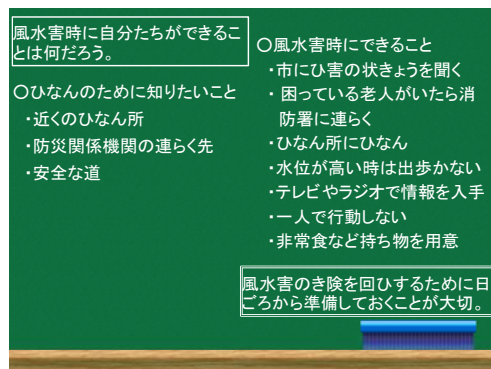 風水害時に自分たちができるこ
とは何だろう。
○ひなんのために知りたいこと
・近くのひなん所
・防災関係機関の連らく先
・安全な道
○風水害時にできること
・市にひ害の状きょうを聞く
・困っている老人がいたら消
防署に連らく
・ひなん所にひなん
・水位が高い時は出歩かない
・テレビやラジオで情報を入手
・一人で行動しない
・非常食など持ち物を用意
風水害のき険を回ひするために日
ごろから準備しておくことが大切。